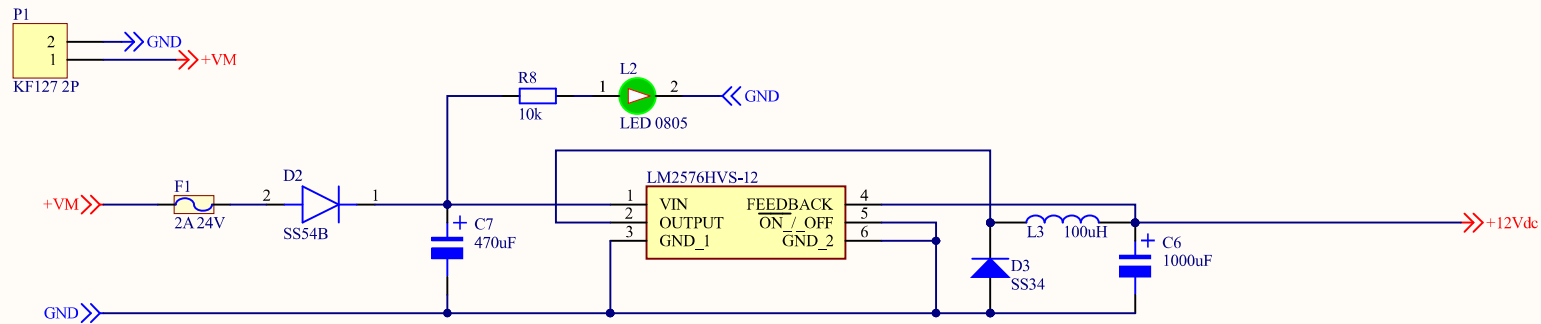 P1
2
GND
1
+VM
KF127 2P
R8
10k
1
L2
2
LED 0805
GND
+VM
F1
2A 24V
2
D2
1
SS54B
C7
470uF
LM2576HVS-12
1 VIN FEEDBACK 4
2 OUTPUT ON_/_OFF 5
3 GND_1 GND_2 6
L3
100uH
D3
SS34
C6
1000uF
+12Vdc
GND